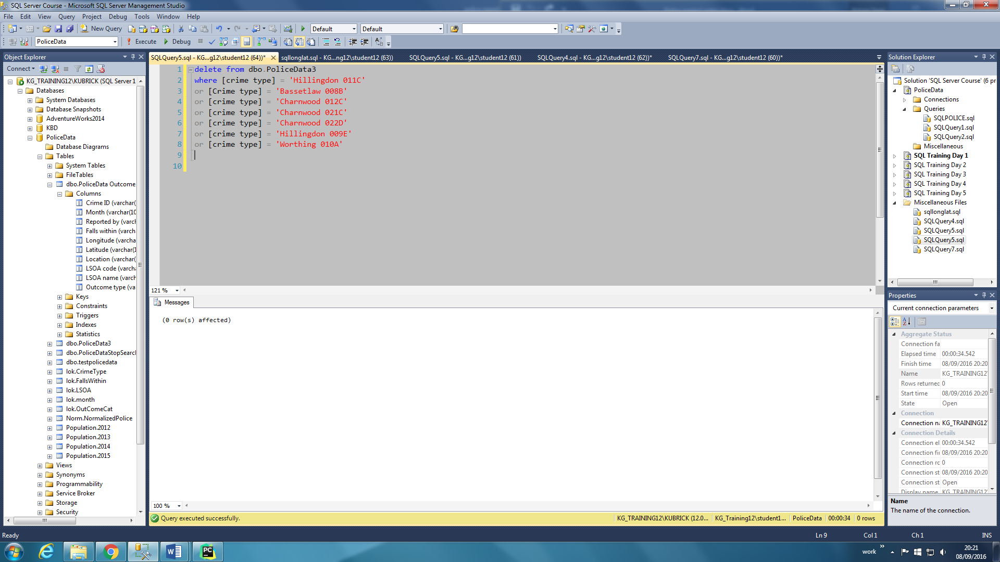 SQL Server Course - Microsoft SQL Server Management Studio
File Edit View Query Project Debug Tools Window Help
New Query Default Default
PoliceData Execute Debug
Object Explorer
Connect
KG_TRAINING12\KUBRICK (SQL Server 1
Databases
System Databases
Database Snapshots
AdventureWorks2014
KBD
PoliceData
Database Diagrams
Tables
System Tables
FileTables
dbo.PoliceData Outcome
Columns
Crime ID (varchar(
Month (varchar(10
Reported by (varch
Falls within (varch
Longitude (varcha
Latitude (varchar(1
Location (varchar(
LSOA code (varcha
LSOA name (varch
Outcome type (va
Keys
Constraints
Triggers
Indexes
Statistics
dbo.PoliceData3
dbo.PoliceDataStopSearch
dbo.testpolicedata
lok.CrimeType
lok.FallsWithin
lok.LSOA
lok.month
lok.OutComeCat
Norm.NormalizedPolice
Population.2012
Population.2013
Population.2014
Population.2015
Views
Synonyms
Programmability
Service Broker
Storage
Security
SQLQuery5.sql - KG...g12\student12 (64))* sqllonglat.sql - KG...ng12\student12 (63)) SQLQuery5.sql - KG...g12\student12 (61)) SQLQuery4.sql - KG...g12\student12 (62))* SQLQuery7.sql - KG...g12\student12 (60))*
1 delete from dbo.PoliceData3
2 where [crime type] = 'Hillingdon 011C'
3 or [Crime type] = 'Bassetlaw 008B'
4 or [crime type] = 'Charnwood 012C'
5 or [crime type] = 'Charnwood 021C'
6 or [crime type] = 'Charnwood 022D'
7 or [crime type] = 'Hillingdon 009E'
8 or [crime type] = 'Worthing 010A'
9
10
121 %
Messages
(0 row(s) affected)
100 %
Query executed successfully. KG_TRAINING12\KUBRICK (12.0... KG_Training12\student1... PoliceData 00:00:34 0 rows
Solution Explorer
Solution 'SQL Server Course' (6 pr
PoliceData
Connections
Queries
SQLPOLICE.sql
SQLQuery1.sql
SQLQuery2.sql
Miscellaneous
SQL Training Day 1
SQL Training Day 2
SQL Training Day 3
SQL Training Day 4
SQL Training Day 5
Miscellaneous Files
sqllonglat.sql
SQLQuery4.sql
SQLQuery5.sql
SQLQuery5.sql
SQLQuery7.sql
Properties
Current connection parameters
Aggregate Status
Connection fa
Elapsed time 00:00:34.542
Finish time 08/09/2016 20:20
Name KG_TRAINING12\
Rows returned 0
Start time 08/09/2016 20:20
State Open
Connection
Connection na KG_TRAINING12\
Connection Details
Connection el 00:00:34.542
Connection fi 08/09/2016 20:20
Connection ro 0
Connection st 08/09/2016 20:20
Connection st Open
Display name KG_TRAINING12\
Name
The name of the connection.
Ready Ln 9 Col 1 Ch 1 INS
work 20:21
08/09/2016